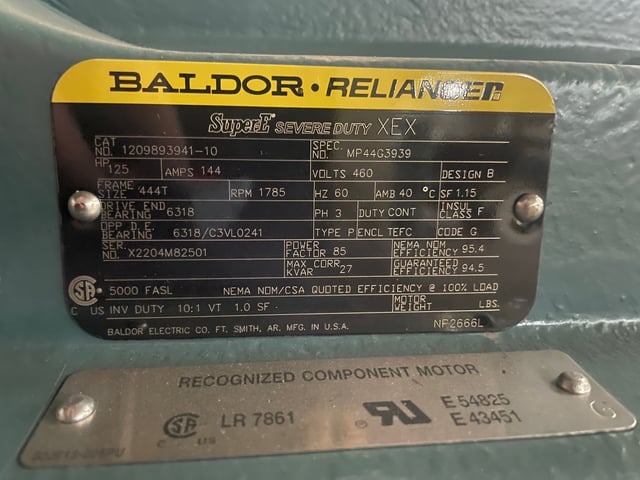 BALDOR • RELIANCER
SuperE SEVERE DUTY XEX
CAT NO. 1209893941-10 SPEC. NO. MP44G3939
HP 125 AMPS 144 VOLTS 460 DESIGN B
FRAME SIZE 444T RPM 1785 HZ 60 AMB 40 °C SF 1.15
DRIVE END BEARING 6318 PH 3 DUTY CONT INSUL CLASS F
OPP D.E. BEARING 6318/C3VL0241 TYPE P ENCL TEFC CODE G
SER. NO. X2204M82501 POWER FACTOR 85 NEMA NOM EFFICIENCY 95.4
MAX CORR. KVAR 27 GUARANTEED EFFICIENCY 94.5
SA 5000 FASL NEMA NOM/CSA QUOTED EFFICIENCY @ 100% LOAD
C US INV DUTY 10:1 VT 1.0 SF MOTOR WEIGHT LBS.
BALDOR ELECTRIC CO. FT. SMITH, AR. MFG. IN U.S.A. NP2666L
RECOGNIZED COMPONENT MOTOR
SA US LR 7861 RU E 54825
E 43451